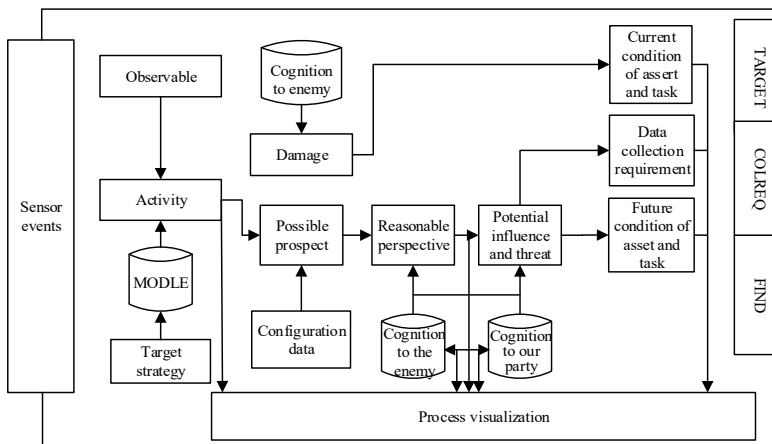 Sensor
events
Observable
Activity
MODLE
Target
strategy
Cognition
to enemy
Damage
Possible
prospect
Configuration
data
Reasonable
perspective
Potential
influence
and threat
Cognition
to the
enemy
Cognition
to our
party
Current
condition
of assert
and task
Data
collection
requirement
Future
condition of
asset and
task
TARGET
COLREQ
FIND
Process visualization